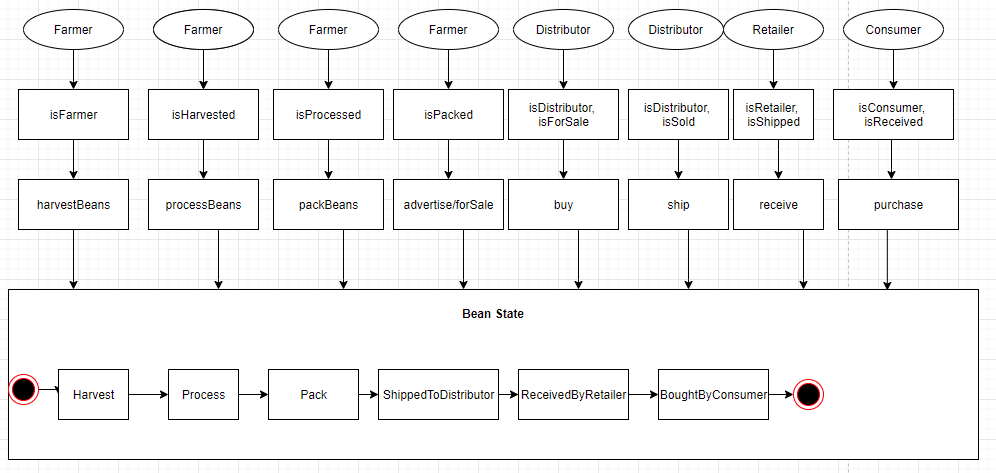 Farmer
Farmer
Farmer
Farmer
Distributor
Distributor
Retailer
Consumer
isFarmer
isHarvested
isProcessed
isPacked
isDistributor,
isForSale
isDistributor,
isSold
isRetailer,
isShipped
isConsumer,
isReceived
harvestBeans
processBeans
packBeans
advertise/forSale
buy
ship
receive
purchase
Bean State
Harvest
Process
Pack
ShippedToDistributor
ReceivedByRetailer
BoughtByConsumer